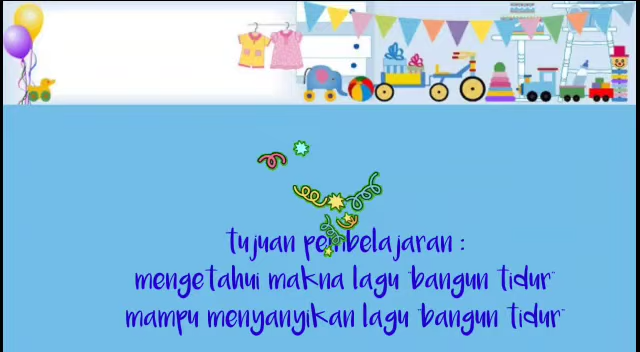 tujuan pembelajaran :
mengetahui makna lagu "bangun tidur"
mampu menyanyikan lagu "bangun tidur"